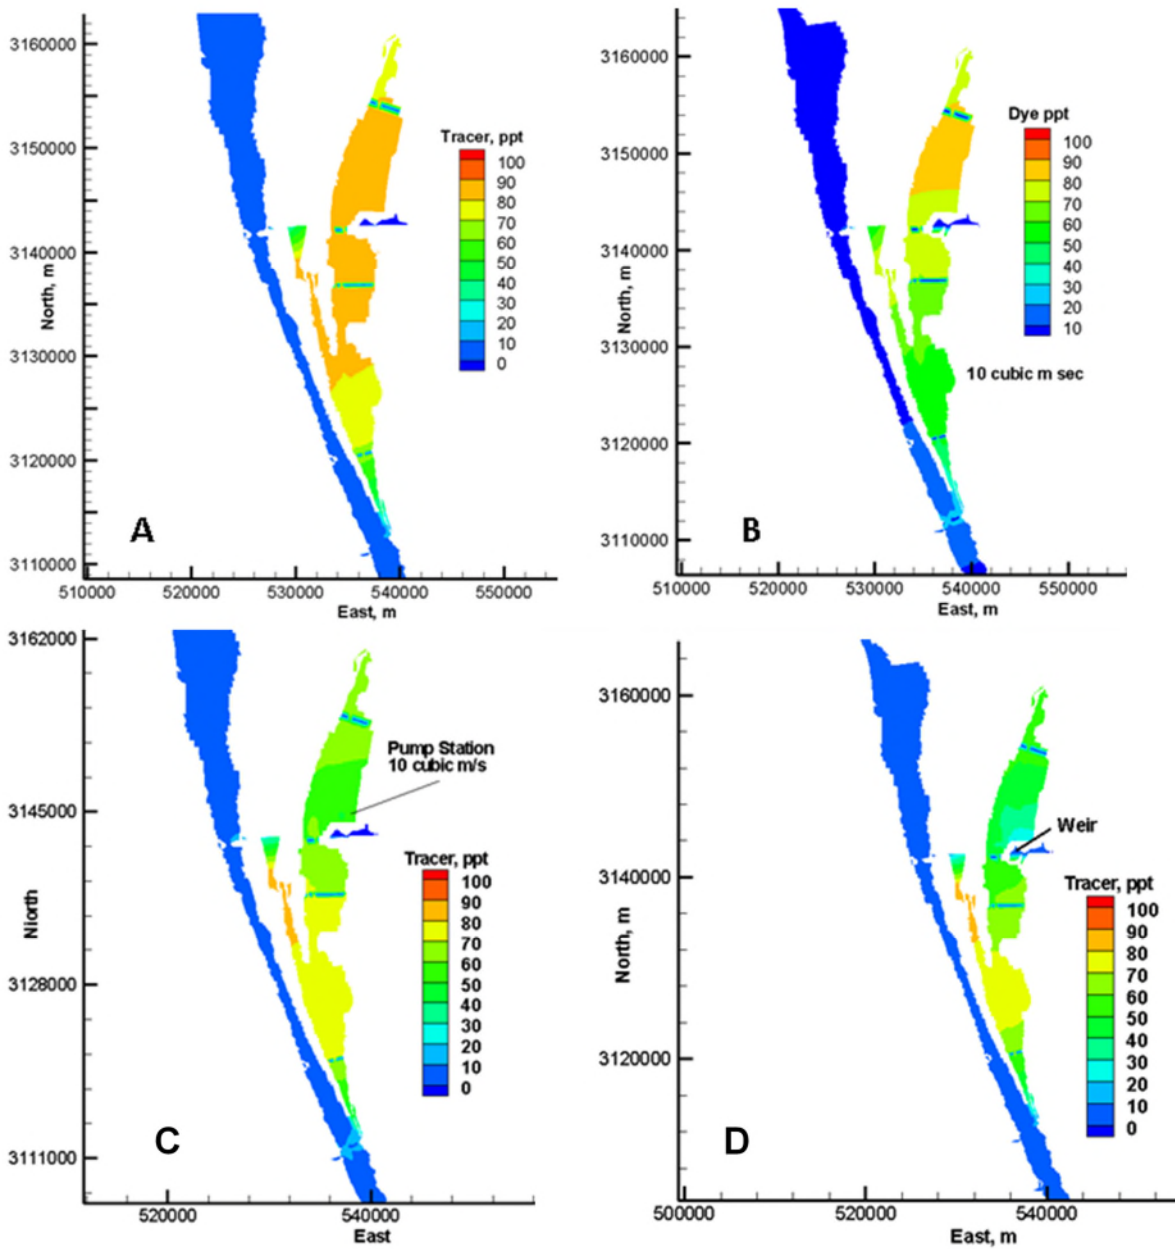 3160000
3150000
3140000
3130000
3120000
3110000
North, m
510000 520000 530000 540000 550000
East, m
Tracer, ppt
100
90
80
70
60
50
40
30
20
10
0
A
3160000
3150000
3140000
3130000
3120000
3110000
North, m
510000 520000 530000 540000 550000
East, m
Dye ppt
100
90
80
70
60
50
40
30
20
10
10 cubic m sec
B
3162000
3145000
3128000
3111000
Niorth
520000 540000
East
Pump Station
10 cubic m/s
Tracer, ppt
100
90
80
70
60
50
40
30
20
10
0
C
3160000
3140000
3120000
North, m
500000 520000 540000
East, m
Weir
Tracer, ppt
100
90
80
70
60
50
40
30
20
10
0
D